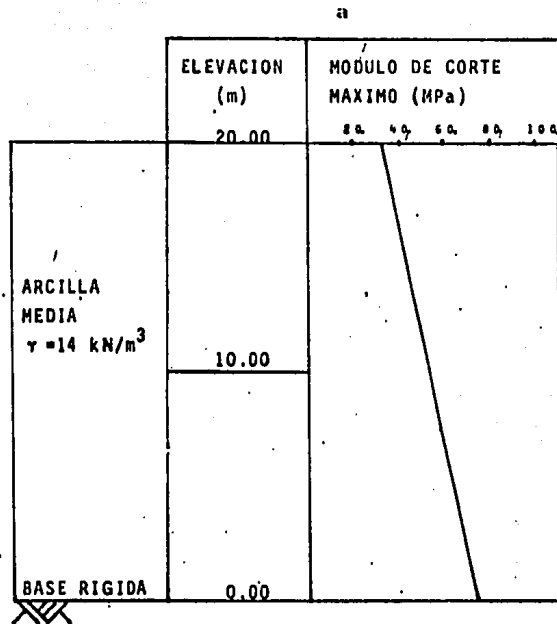 a
ELEVACION
(m)
MODULO DE CORTE
MAXIMO (MPa)
20.00
20, 40, 60, 80, 100
ARCILLA
MEDIA
γ =14 kN/m³
10.00
BASE RIGIDA
0.00